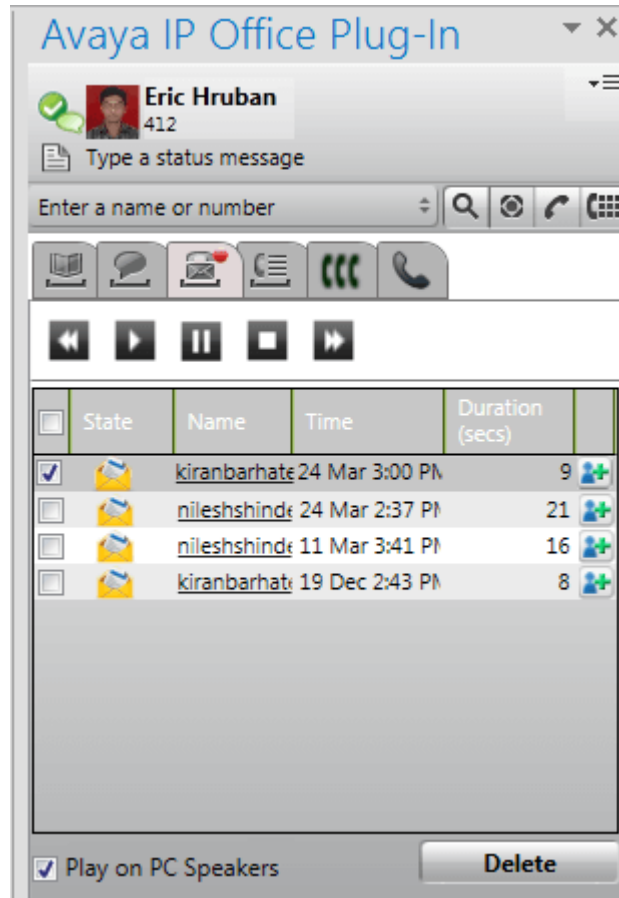 Avaya IP Office Plug-In
Eric Hruban
412
Type a status message
Enter a name or number
State Name Time Duration (secs)
kiranbarhate 24 Mar 3:00 PM 9
nileshshinde 24 Mar 2:37 PM 21
nileshshinde 11 Mar 3:41 PM 16
kiranbarhate 19 Dec 2:43 PM 8
Play on PC Speakers Delete